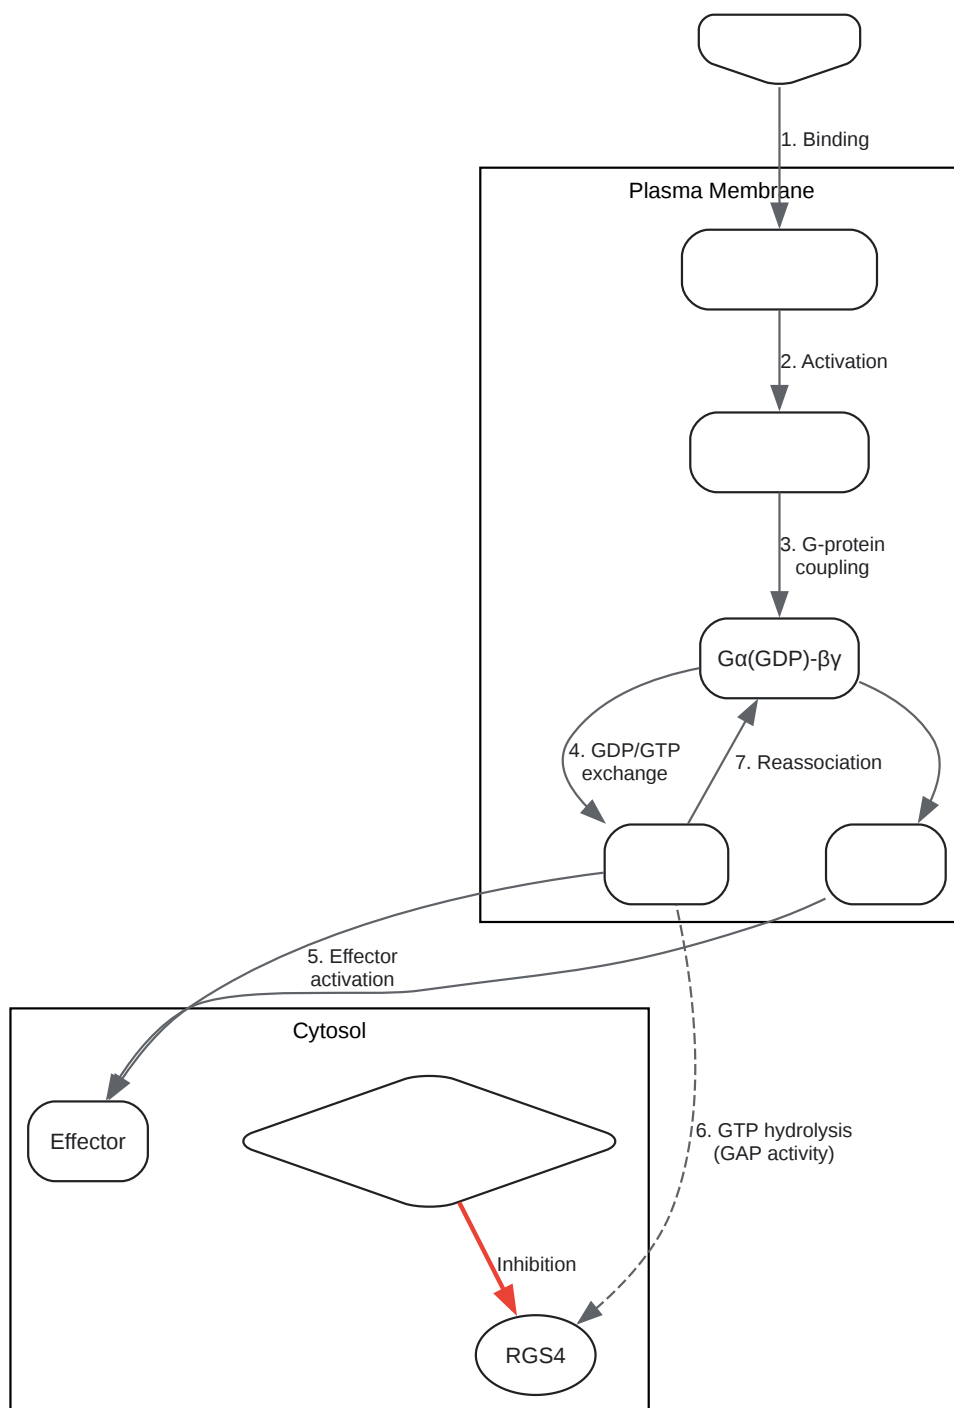 1. Binding
Plasma Membrane
2. Activation
3. G-protein
coupling
Gα(GDP)-βγ
4. GDP/GTP
exchange
7. Reassociation
5. Effector
activation
Cytosol
Effector
6. GTP hydrolysis
(GAP activity)
Inhibition
RGS4